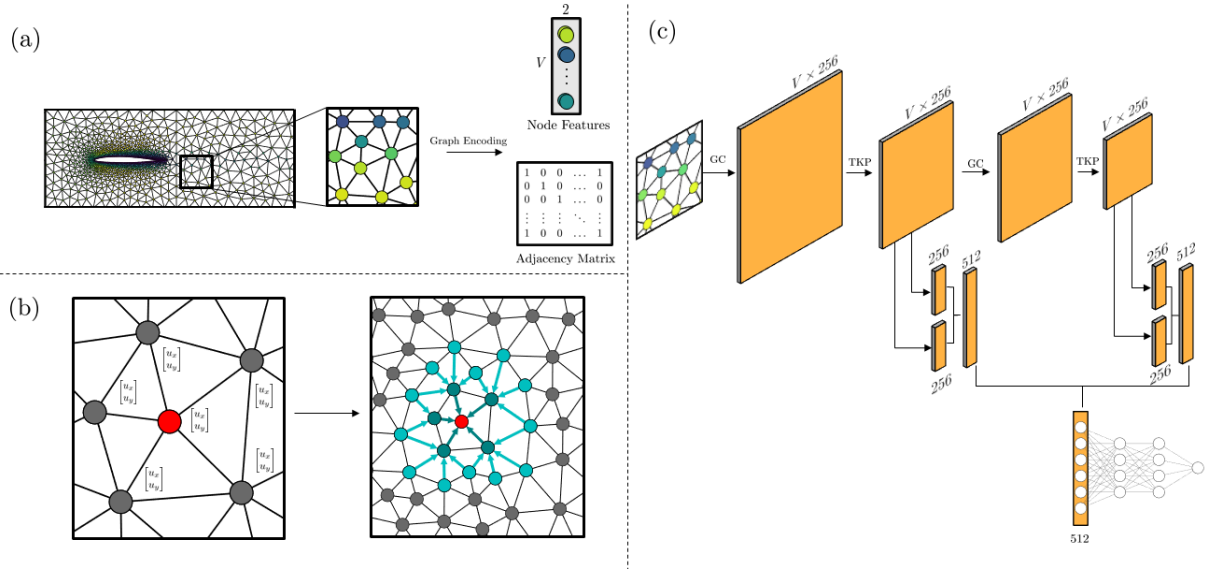 (a)
2
V
Node Features
Graph Encoding
1 0 0 … 1
0 1 0 … 0
0 0 1 … 0
⋮ ⋮ ⋮ ⋱ ⋮
1 0 0 … 1
Adjacency Matrix
(b)
[u_x
u_y]
[u_x
u_y]
[u_x
u_y]
[u_x
u_y]
[u_x
u_y]
[u_x
u_y]
(c)
GC
V × 256
TKP
V × 256
GC
V × 256
TKP
V × 256
256
512
256
256
512
256
512